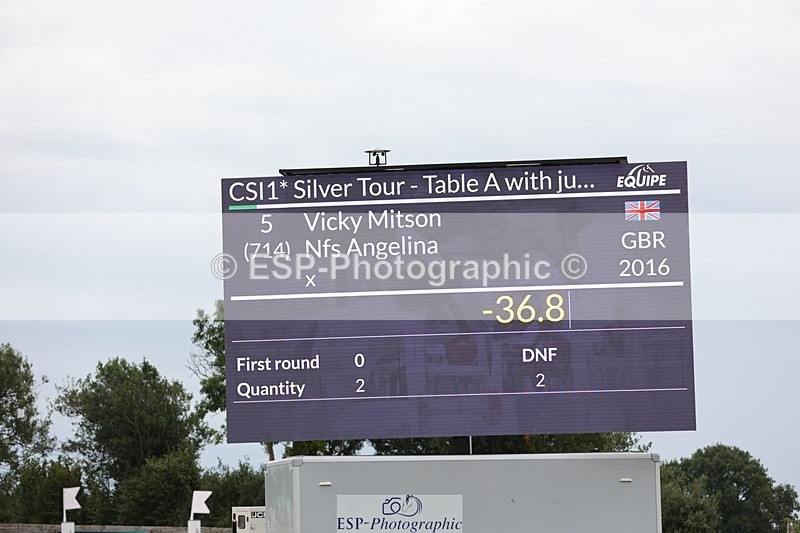 CSI1* Silver Tour - Table A with ju...
EQUIPE
5 Vicky Mitson
(714) Nfs Angelina
GBR
x
2016
© ESP-Photographic ©
-36.8
First round 0 DNF
Quantity 2 2
JCB
ESP-Photographic